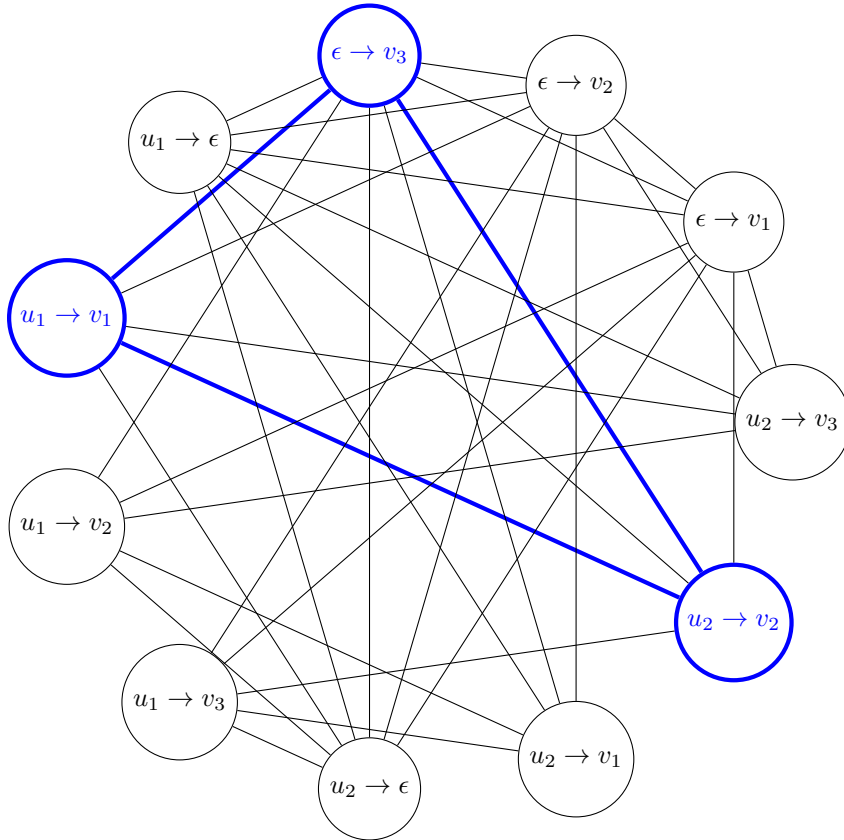 ϵ → v₃
ϵ → v₂
u₁ → ϵ
ϵ → v₁
u₁ → v₁
u₂ → v₃
u₁ → v₂
u₂ → v₂
u₁ → v₃
u₂ → v₁
u₂ → ϵ